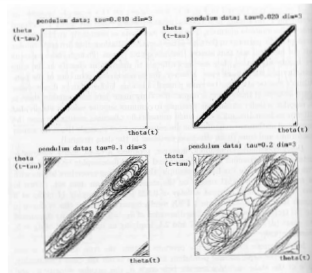 pendulum data; tau=0.010 dim=3
theta
(t-tau)
theta(t)
pendulum data; tau=0.020 dim=3
theta
(t-tau)
theta(t)
pendulum data; tau=0.1 dim=3
theta
(t-tau)
theta(t)
pendulum data; tau=0.2 dim=3
theta
(t-tau)
theta(t)